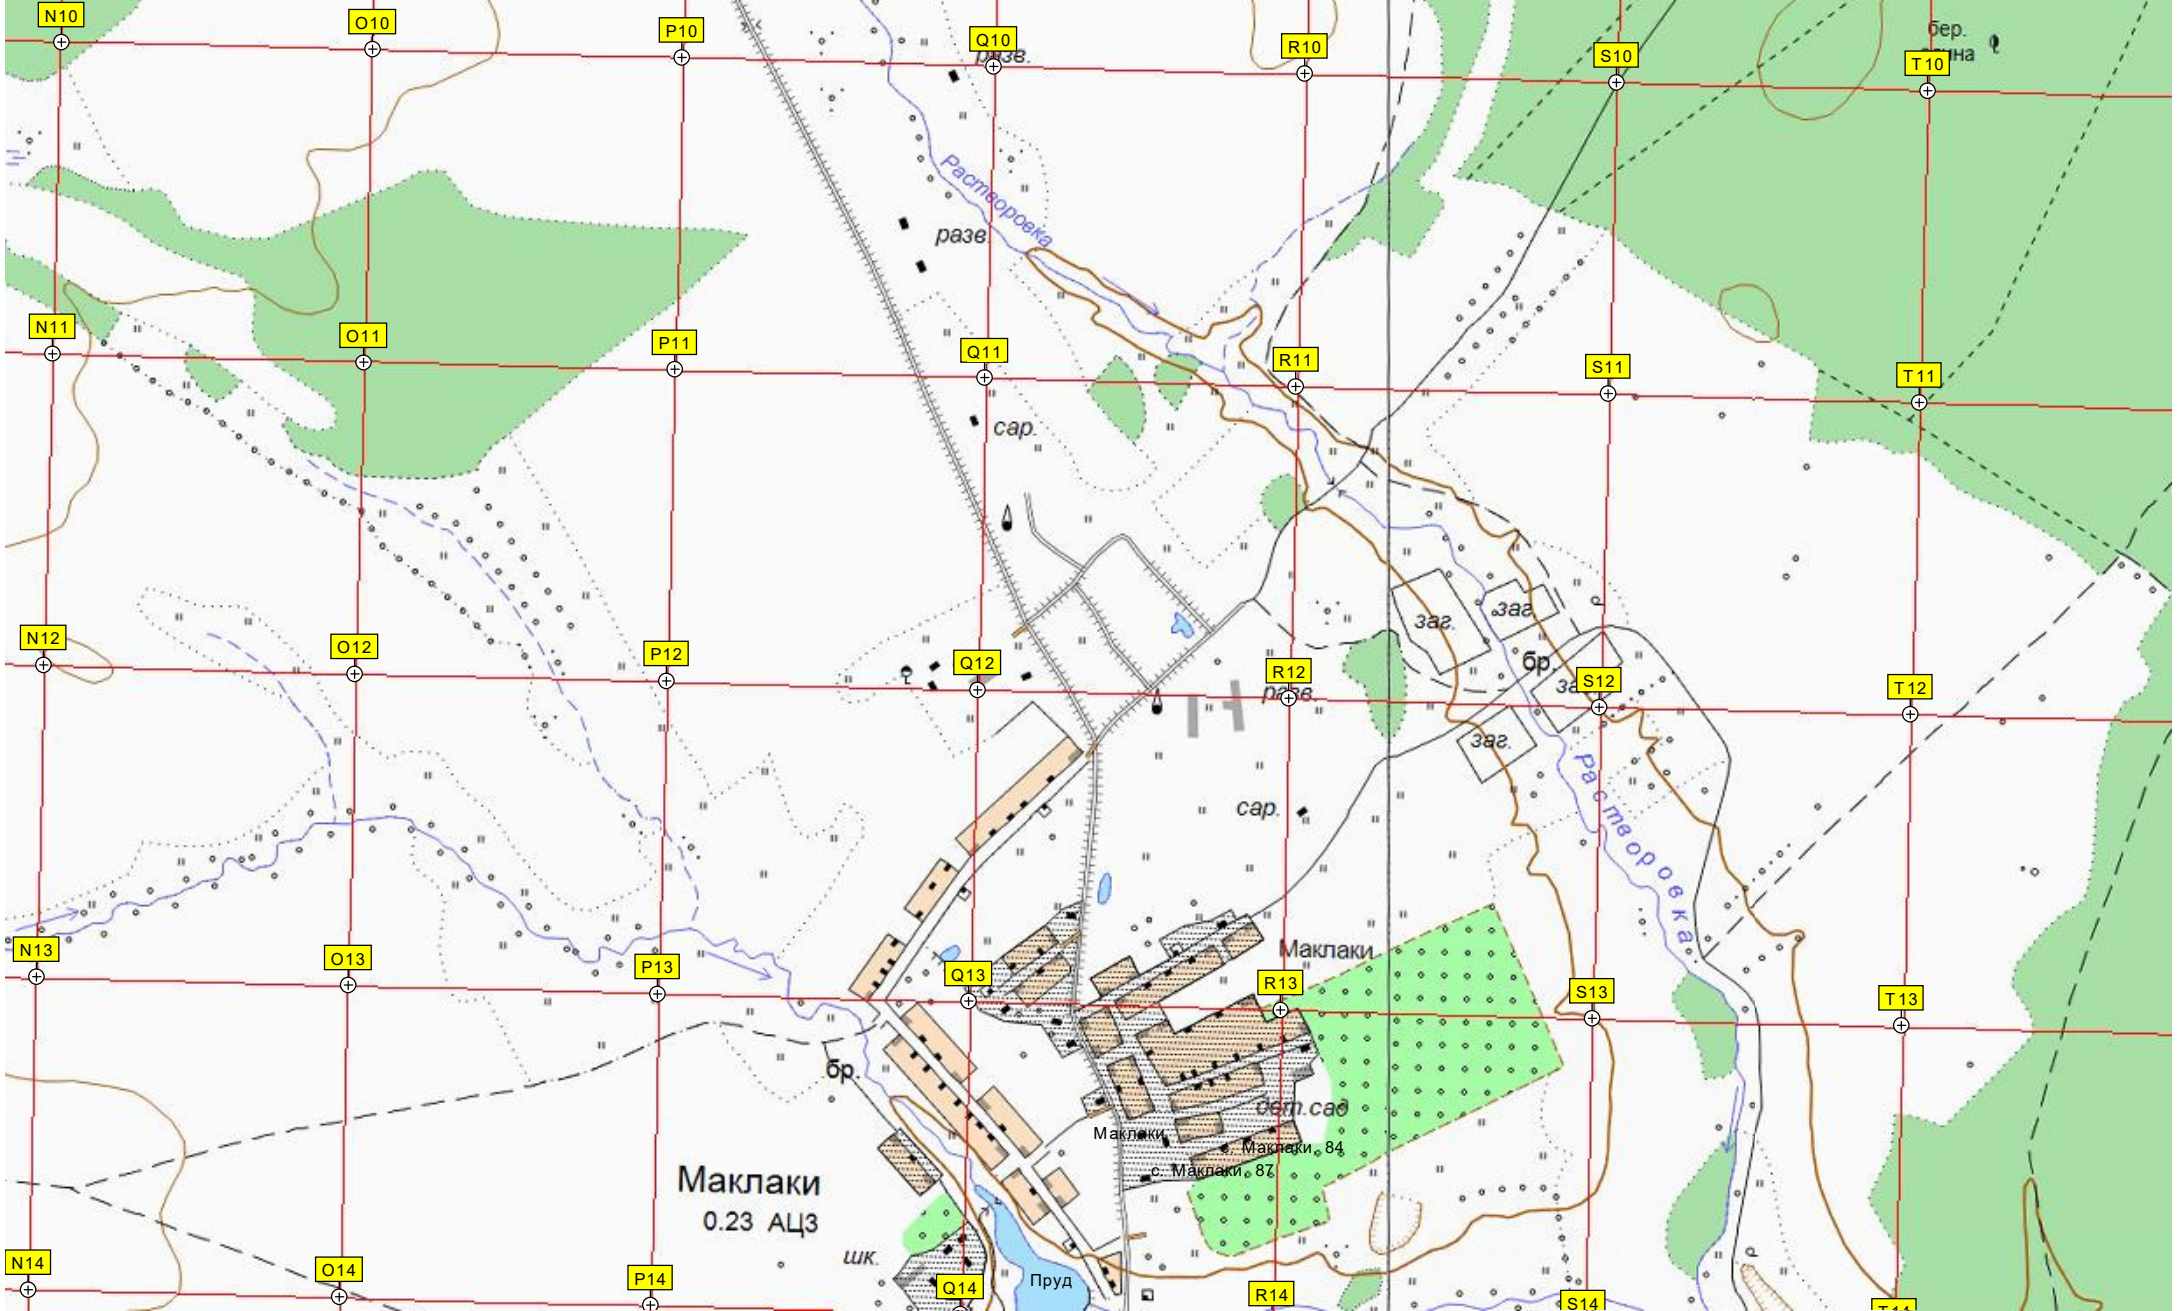 N10
O10
P10
Q10
R10
S10
T10
бер.
разв.
Растворовка
разв.
N11
O11
P11
Q11
R11
S11
T11
сар.
заг.
заг.
N12
O12
P12
Q12
R12
S12
T12
бр.
разв.
заг.
Растворовка
сар.
Маклаки
N13
O13
P13
Q13
R13
S13
T13
бр.
дет.сад
Маклаки
с. Маклаки, 84
с. Маклаки, 87
Маклаки
0.23 АЦЗ
шк.
Пруд
N14
O14
P14
Q14
R14
S14
T14